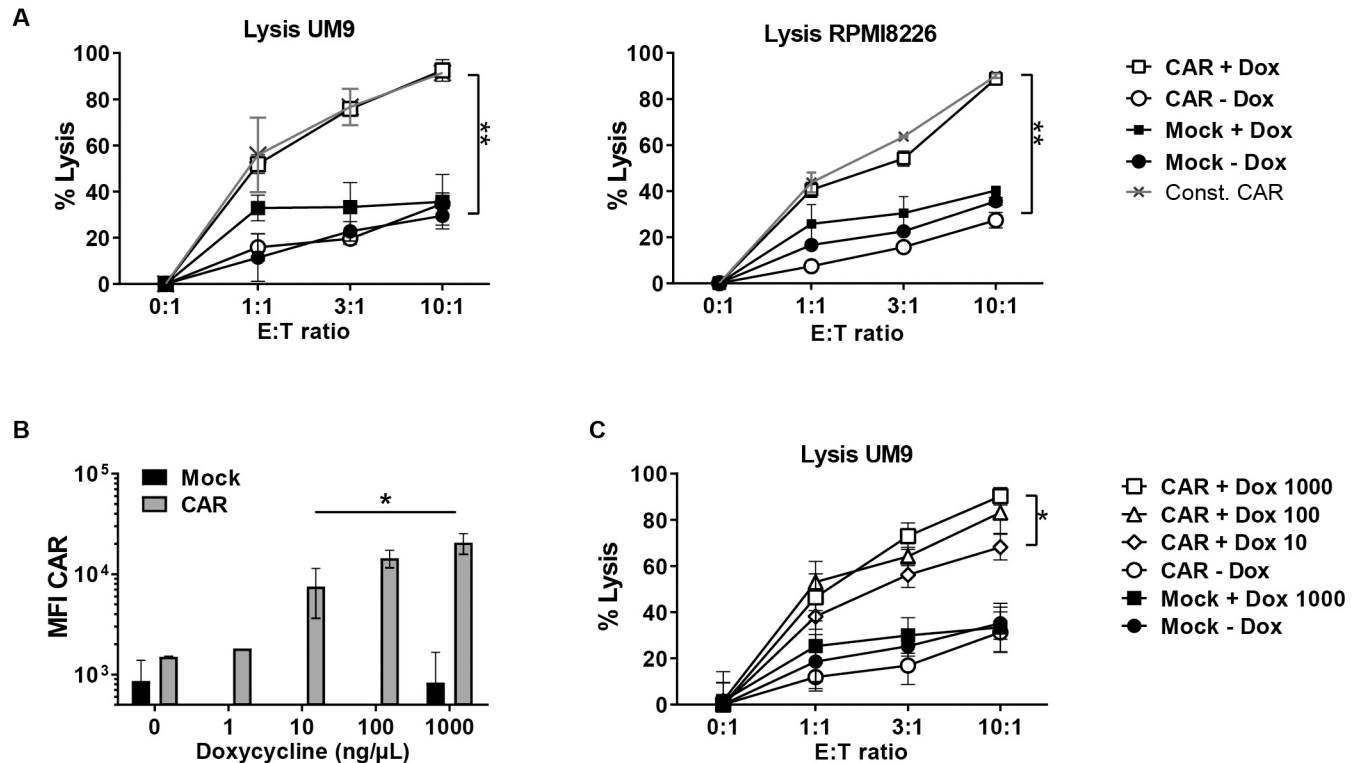 A
Lysis UM9
% Lysis
100
80
60
40
20
0
0:1 1:1 3:1 10:1
E:T ratio
**
Lysis RPMI8226
% Lysis
100
80
60
40
20
0
0:1 1:1 3:1 10:1
E:T ratio
**
CAR + Dox
CAR - Dox
Mock + Dox
Mock - Dox
Const. CAR
B
MFI CAR
10⁵
10⁴
10³
Mock
CAR
*
0 1 10 100 1000
Doxycycline (ng/µL)
C
Lysis UM9
% Lysis
100
80
60
40
20
0
0:1 1:1 3:1 10:1
E:T ratio
*
CAR + Dox 1000
CAR + Dox 100
CAR + Dox 10
CAR - Dox
Mock + Dox 1000
Mock - Dox